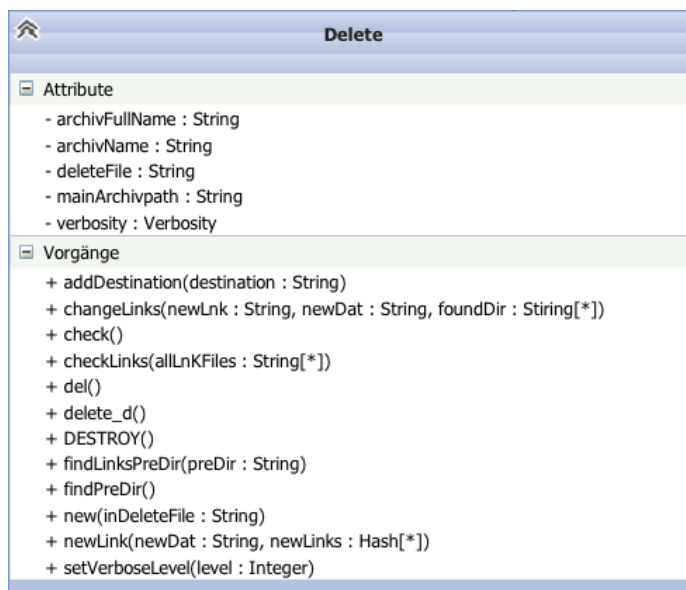 Delete
Attribute
- archivFullName : String
- archivName : String
- deleteFile : String
- mainArchivpath : String
- verbosity : Verbosity
Vorgänge
+ addDestination(destination : String)
+ changeLinks(newLnk : String, newDat : String, foundDir : Stiring[*])
+ check()
+ checkLinks(allLnKFiles : String[*])
+ del()
+ delete_d()
+ DESTROY()
+ findLinksPreDir(preDir : String)
+ findPreDir()
+ new(inDeleteFile : String)
+ newLink(newDat : String, newLinks : Hash[*])
+ setVerboseLevel(level : Integer)